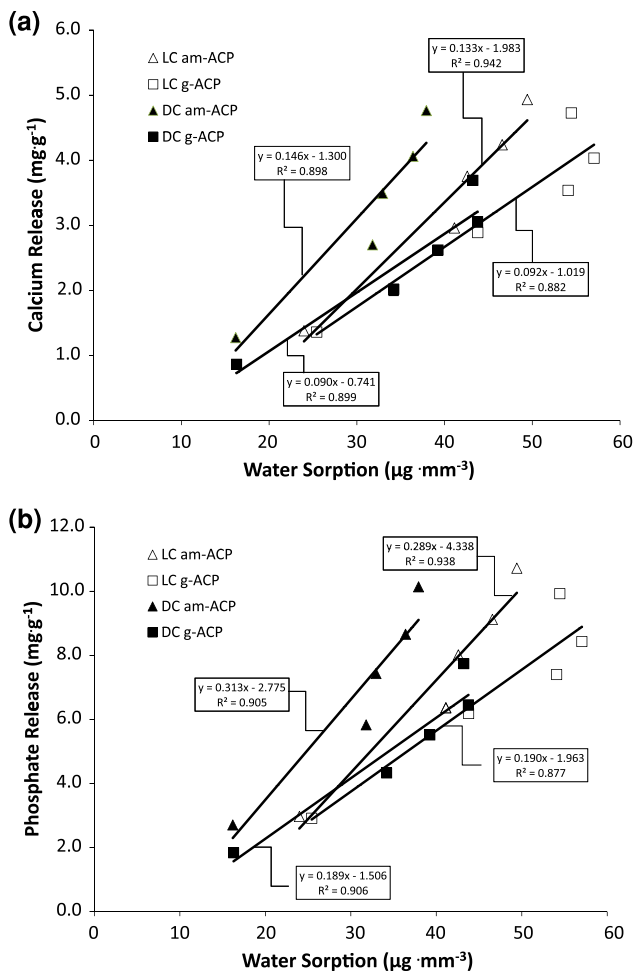 (a)
6.0
5.0
4.0
3.0
2.0
1.0
0.0
Calcium Release (mg·g-1)
LC am-ACP
LC g-ACP
DC am-ACP
DC g-ACP
y = 0.133x - 1.983
R² = 0.942
y = 0.146x - 1.300
R² = 0.898
y = 0.092x - 1.019
R² = 0.882
y = 0.090x - 0.741
R² = 0.899
0 10 20 30 40 50 60
Water Sorption (µg ·mm-3)
(b)
12.0
10.0
8.0
6.0
4.0
2.0
0.0
Phosphate Release (mg·g-1)
LC am-ACP
LC g-ACP
DC am-ACP
DC g-ACP
y = 0.289x - 4.338
R² = 0.938
y = 0.313x - 2.775
R² = 0.905
y = 0.190x - 1.963
R² = 0.877
y = 0.189x - 1.506
R² = 0.906
0 10 20 30 40 50 60
Water Sorption (µg ·mm-3)